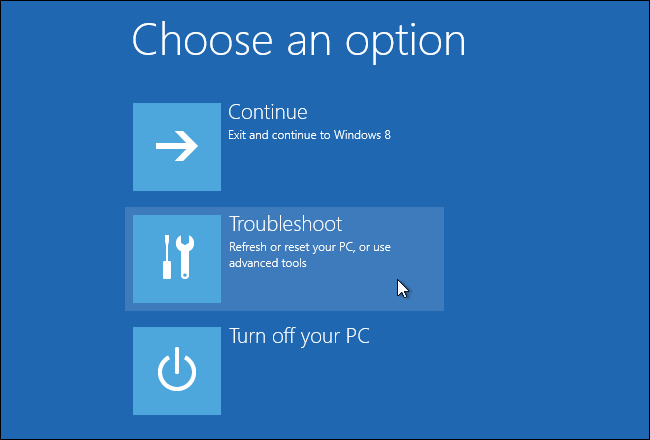 Choose an option
Continue
Exit and continue to Windows 8
Troubleshoot
Refresh or reset your PC, or use
advanced tools
Turn off your PC